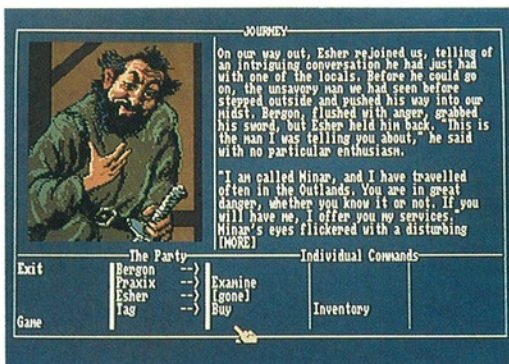 JOURNEY
On our way out, Esher rejoined us, telling of
an intriguing conversation he had just had
with one of the locals. Before he could go
on, the unsavory man we had seen before
stepped outside and pushed his way into our
midst. Bergon, flushed with anger, grabbed
his sword, but Esher held him back. "This is
the man I was telling you about," he said
with no particular enthusiasm.
"I am called Minar, and I have travelled
often in the Outlands. You are in great
danger, whether you know it or not. If you
will have me, I offer you my services."
Minar's eyes flickered with a disturbing
[MORE]
The Party Individual Commands
Exit Bergon -->
Praxix --> Examine
Esher --> [gone]
Tag --> Buy Inventory
Game